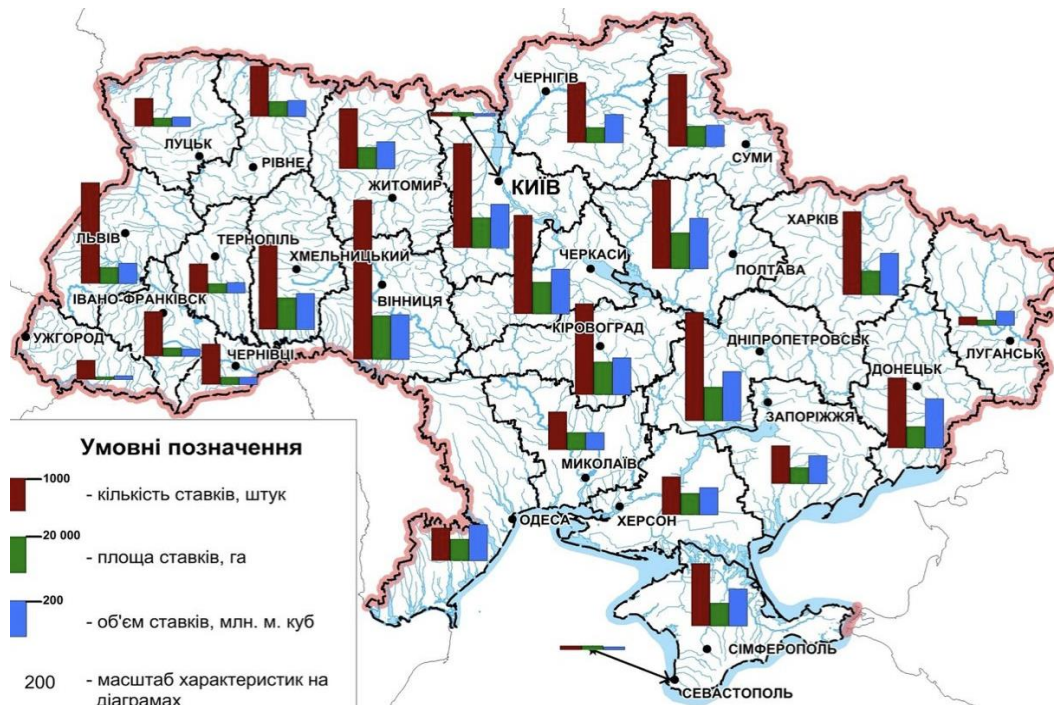 ЧЕРНІГІВ
ЛУЦЬК
РІВНЕ
СУМИ
ЖИТОМИР
КИЇВ
ЛЬВІВ
ТЕРНОПІЛЬ
ХМЕЛЬНИЦЬКИЙ
ЧЕРКАСИ
ПОЛТАВА
ХАРКІВ
ІВАНО-ФРАНКІВСК
ВІННИЦЯ
УЖГОРОД
ЧЕРНІВЦІ
КІРОВОГРАД
ДНІПРОПЕТРОВСЬК
ЛУГАНСЬК
ДОНЕЦЬК
ЗАПОРІЖЖЯ
МИКОЛАЇВ
ОДЕСА
ХЕРСОН
СІМФЕРОПОЛЬ
СЕВАСТОПОЛЬ
Умовні позначення
1000
- кількість ставків, штук
20 000
- площа ставків, га
200
- об'єм ставків, млн. м. куб
200 - масштаб характеристик на
діаграмах